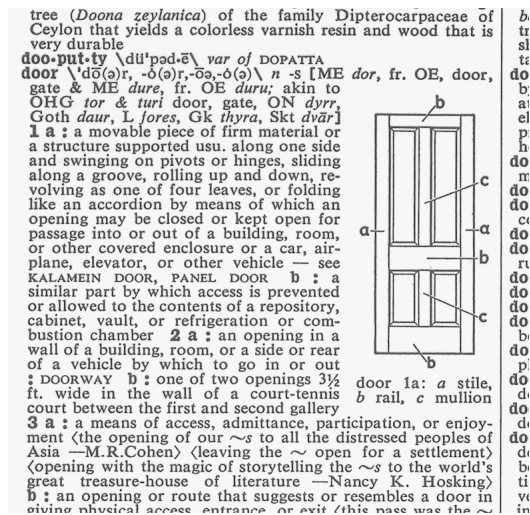 tree (Doona zeylanica) of the family Dipterocarpaceae of
Ceylon that yields a colorless varnish resin and wood that is
very durable
doo·put·ty \dü'pəd·ē\ var of DOPATTA
door \'dō(ə)r, -ȯ(ə)r,-ōə,-ȯ(ə)\ n -s [ME dor, fr. OE, door,
gate & ME dure, fr. OE duru; akin to
OHG tor & turi door, gate, ON dyrr,
Goth daur, L fores, Gk thyra, Skt dvār]
1 a : a movable piece of firm material or
a structure supported usu. along one side
and swinging on pivots or hinges, sliding
along a groove, rolling up and down, re-
volving as one of four leaves, or folding
like an accordion by means of which an
opening may be closed or kept open for
passage into or out of a building, room,
or other covered enclosure or a car, air-
plane, elevator, or other vehicle — see
KALAMEIN DOOR, PANEL DOOR b : a
similar part by which access is prevented
or allowed to the contents of a repository,
cabinet, vault, or refrigeration or com-
bustion chamber 2 a : an opening in a
wall of a building, room, or a side or rear
of a vehicle by which to go in or out
: DOORWAY b : one of two openings 3½
ft. wide in the wall of a court-tennis
court between the first and second gallery
b
c
a
a
b
c
b
door 1a: a stile,
b rail, c mullion
3 a : a means of access, admittance, participation, or enjoy-
ment ⟨the opening of our ~s to all the distressed peoples of
Asia —M.R.Cohen⟩ ⟨leaving the ~ open for a settlement⟩
⟨opening with the magic of storytelling the ~s to the world's
great treasure-house of literature —Nancy K. Hosking⟩
b : an opening or route that suggests or resembles a door in
giving physical access, entrance, or exit ⟨this pass was the ~